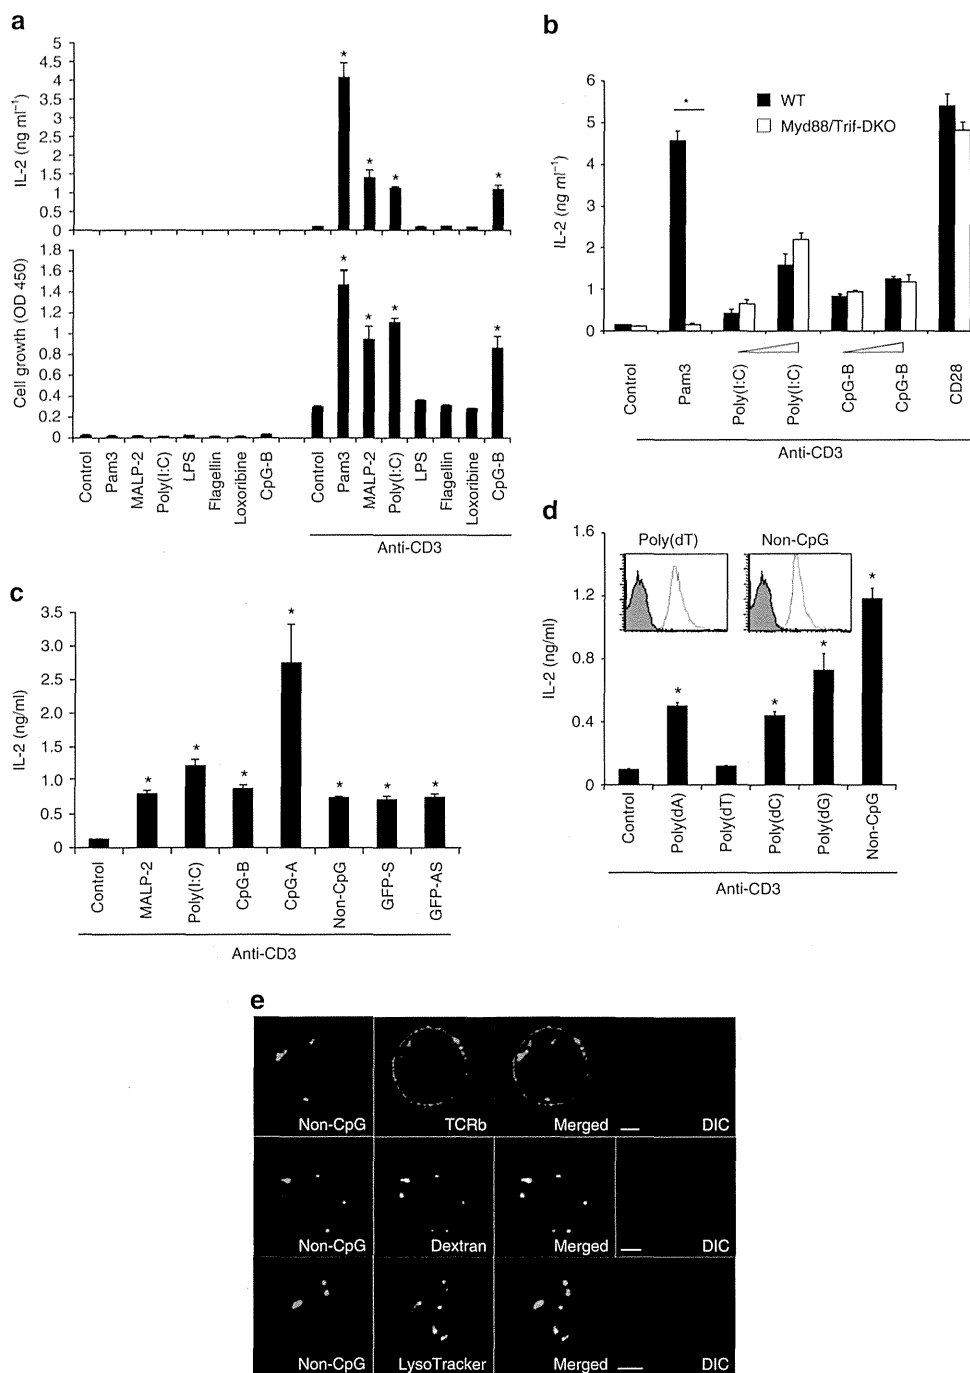 a
IL-2 (ng ml⁻¹)
5
4.5
4
3.5
3
2.5
2
1.5
1
0.5
0
* * * *
Cell growth (OD 450)
1.8
1.6
1.4
1.2
1
0.8
0.6
0.4
0.2
0
* * * *
Control Pam3 MALP-2 Poly(I:C) LPS Flagellin Loxoribine CpG-B Control Pam3 MALP-2 Poly(I:C) LPS Flagellin Loxoribine CpG-B
Anti-CD3
b
IL-2 (ng ml⁻¹)
6
5
4
3
2
1
0
*
WT
Myd88/Trif-DKO
Control Pam3 Poly(I:C) Poly(I:C) CpG-B CpG-B CD28
Anti-CD3
c
IL-2 (ng/ml)
3.5
3.0
2.5
2.0
1.5
1.0
0.5
0
* * * * * * *
Control MALP-2 Poly(I:C) CpG-B CpG-A Non-CpG GFP-S GFP-AS
Anti-CD3
d
IL-2 (ng/ml)
1.6
1.2
0.8
0.4
0
Poly(dT) Non-CpG
* * * *
Control Poly(dA) Poly(dT) Poly(dC) Poly(dG) Non-CpG
Anti-CD3
e
Non-CpG TCRb Merged DIC
Non-CpG Dextran Merged DIC
Non-CpG LysoTracker Merged DIC